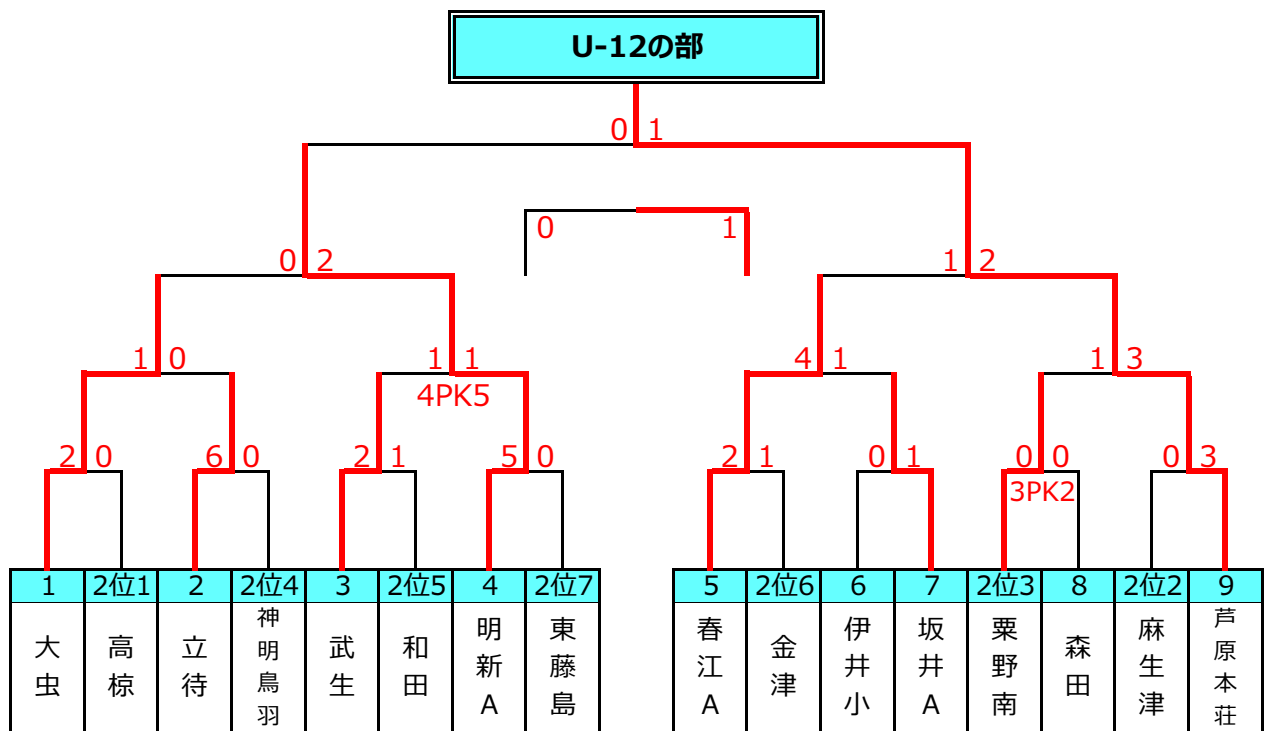 U-12の部
0 1
0 1
0 2
1 2
1 0
1 1
4 1
1 3
4PK5
2 0
6 0
2 1
5 0
2 1
0 1
0 0
0 3
3PK2
1 2位1 2 2位4 3 2位5 4 2位7 5 2位6 6 7 2位3 8 2位2 9
大虫
高椋
立待
神明鳥羽
武生
和田
明新A
東藤島
春江A
金津
伊井小
坂井A
粟野南
森田
麻生津
芦原本荘